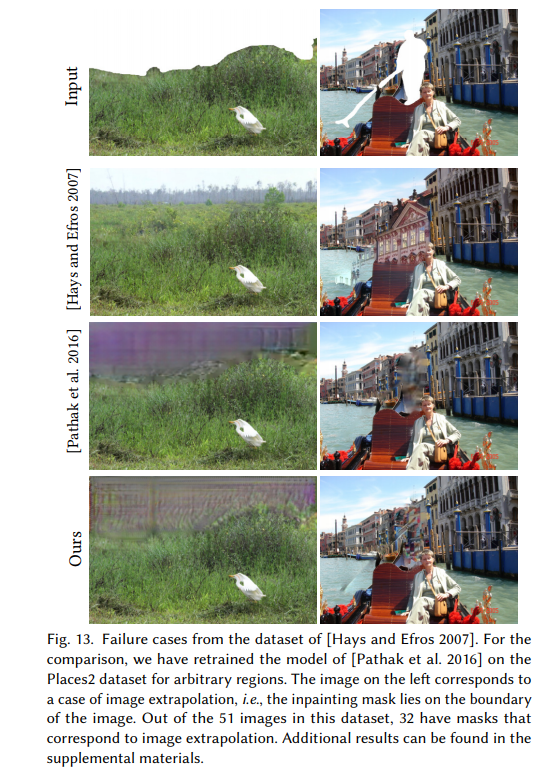 Input
[Hays and Efros 2007]
[Pathak et al. 2016]
Ours
Fig. 13. Failure cases from the dataset of [Hays and Efros 2007]. For the
comparison, we have retrained the model of [Pathak et al. 2016] on the
Places2 dataset for arbitrary regions. The image on the left corresponds to
a case of image extrapolation, i.e., the inpainting mask lies on the boundary
of the image. Out of the 51 images in this dataset, 32 have masks that
correspond to image extrapolation. Additional results can be found in the
supplemental materials.